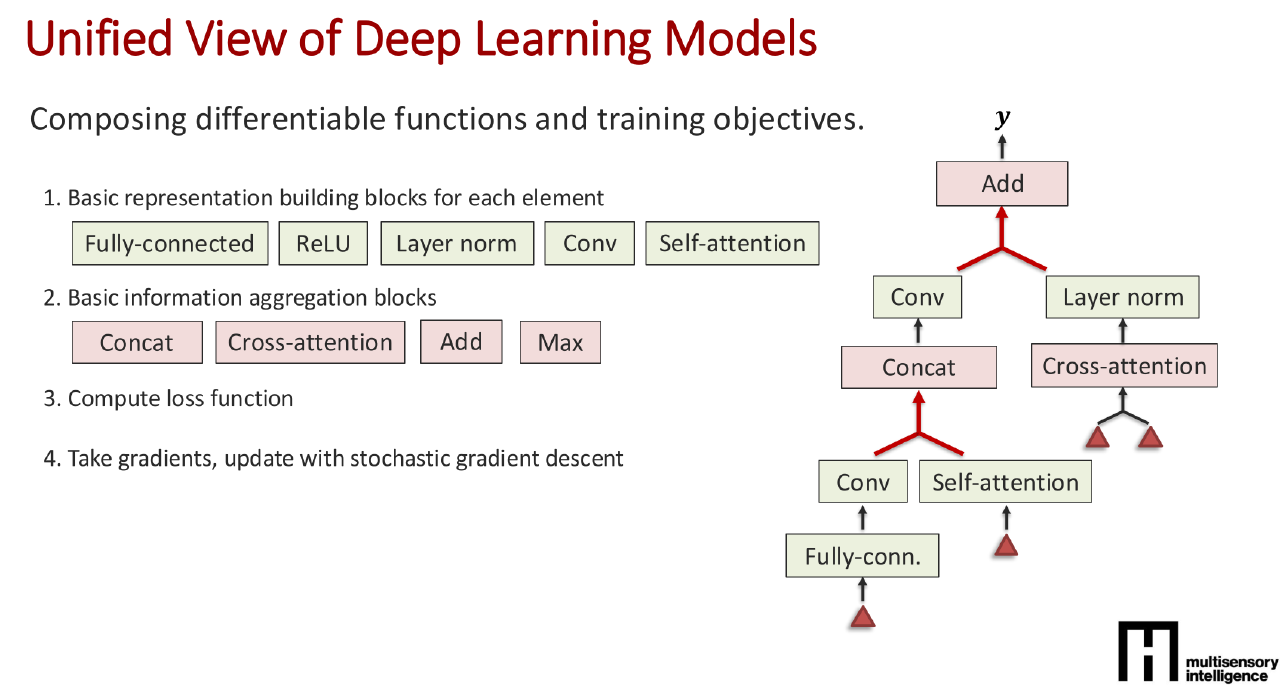 Unified View of Deep Learning Models
Composing differentiable functions and training objectives.
1. Basic representation building blocks for each element
Fully-connected ReLU Layer norm Conv Self-attention
2. Basic information aggregation blocks
Concat Cross-attention Add Max
3. Compute loss function
4. Take gradients, update with stochastic gradient descent
y
Add
Conv Layer norm
Concat Cross-attention
Conv Self-attention
Fully-conn.
multisensory
intelligence